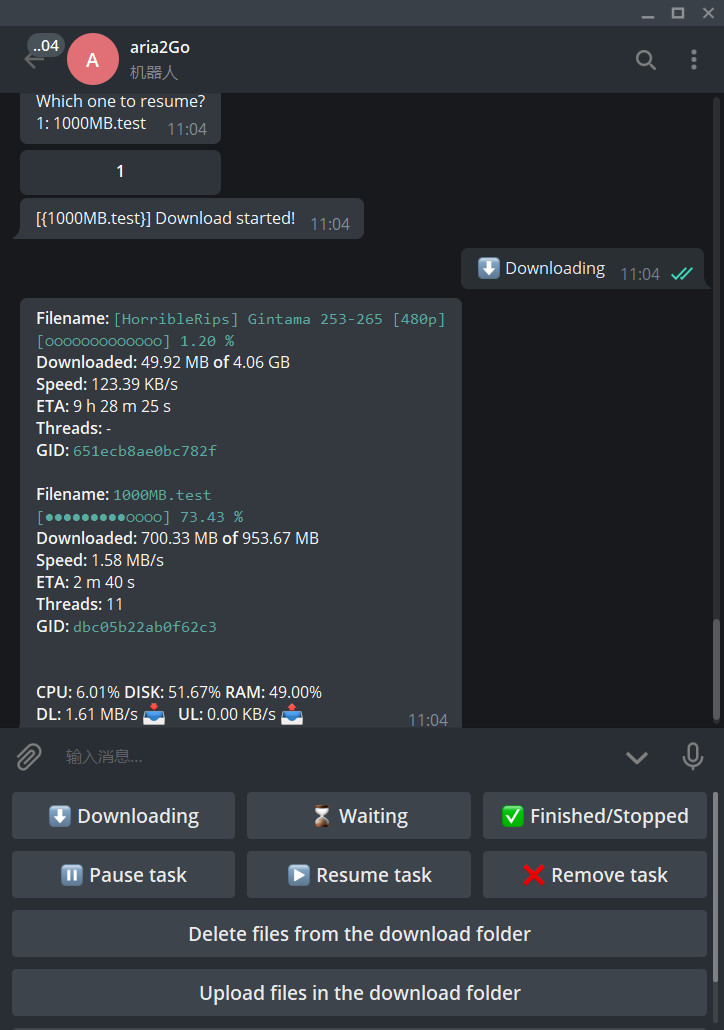 ..04
A
aria2Go
机器人
Which one to resume?
1: 1000MB.test 11:04
1
[{1000MB.test}] Download started! 11:04
⬇️ Downloading 11:04
Filename: [HorribleRips] Gintama 253-265 [480p]
[○○○○○○○○○○○○○] 1.20 %
Downloaded: 49.92 MB of 4.06 GB
Speed: 123.39 KB/s
ETA: 9 h 28 m 25 s
Threads: -
GID: 651ecb8ae0bc782f
Filename: 1000MB.test
[●●●●●●●●●○○○○] 73.43 %
Downloaded: 700.33 MB of 953.67 MB
Speed: 1.58 MB/s
ETA: 2 m 40 s
Threads: 11
GID: dbc05b22ab0f62c3
CPU: 6.01% DISK: 51.67% RAM: 49.00%
DL: 1.61 MB/s 📥 UL: 0.00 KB/s 📤 11:04
输入消息...
⬇️ Downloading
⌛ Waiting
✅ Finished/Stopped
⏸ Pause task
▶️ Resume task
❌ Remove task
Delete files from the download folder
Upload files in the download folder